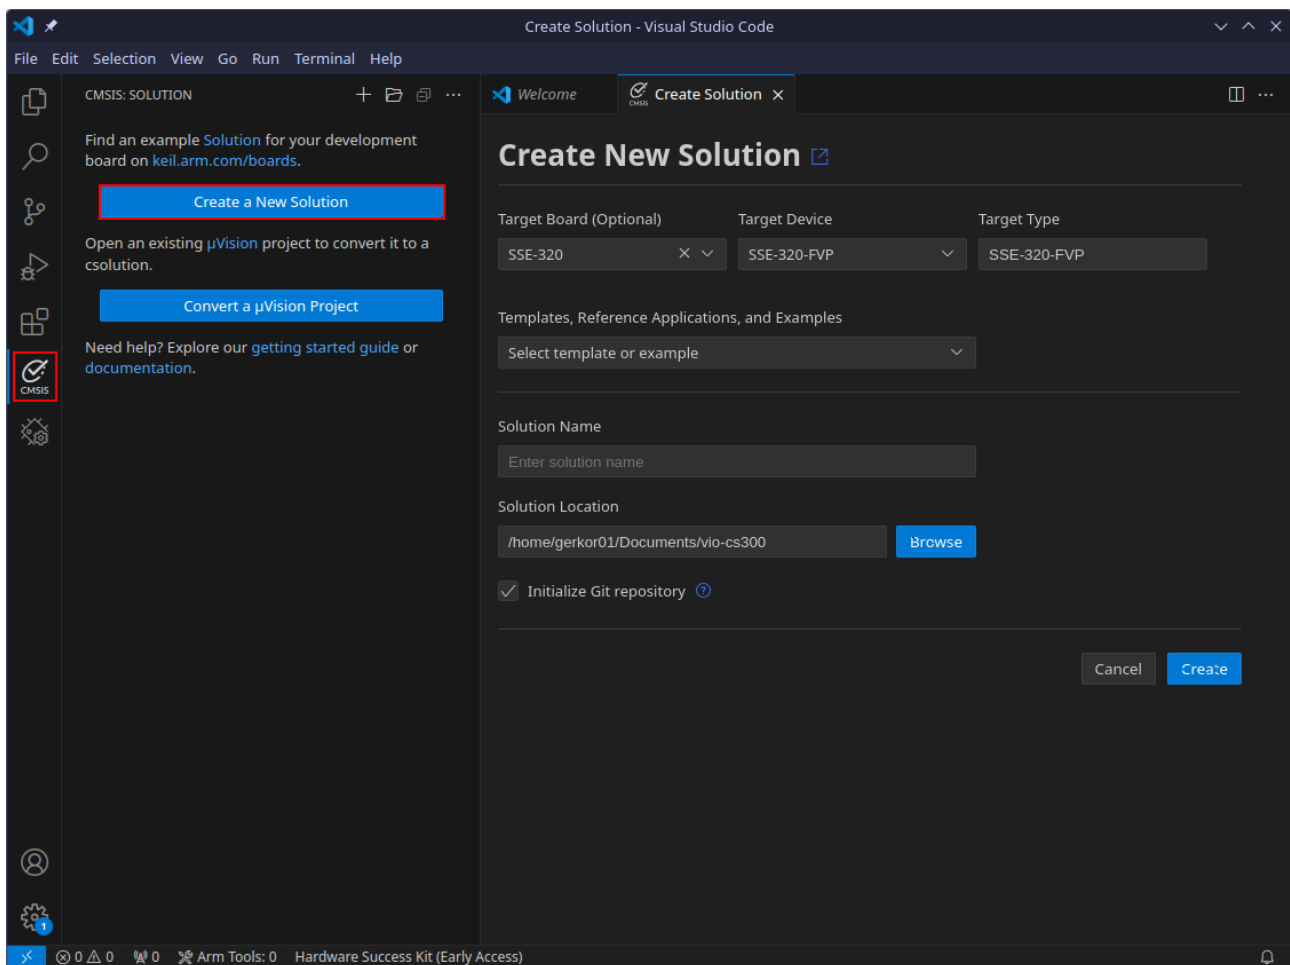 Create Solution - Visual Studio Code
File Edit Selection View Go Run Terminal Help
CMSIS: SOLUTION
Welcome
CMSIS Create Solution
Find an example Solution for your development
board on keil.arm.com/boards.
Create a New Solution
Open an existing µVision project to convert it to a
csolution.
Convert a µVision Project
Need help? Explore our getting started guide or
documentation.
CMSIS
1
Create New Solution
Target Board (Optional) Target Device Target Type
SSE-320 SSE-320-FVP SSE-320-FVP
Templates, Reference Applications, and Examples
Select template or example
Solution Name
Enter solution name
Solution Location
/home/gerkor01/Documents/vio-cs300 Browse
Initialize Git repository ?
Cancel Create
0 0 0 Arm Tools: 0 Hardware Success Kit (Early Access)